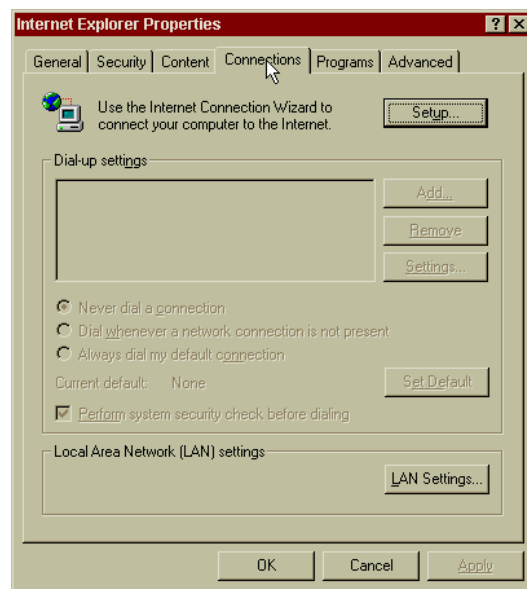 Internet Explorer Properties
General Security Content Connections Programs Advanced
Use the Internet Connection Wizard to
connect your computer to the Internet.
Setup...
Dial-up settings
Add...
Remove
Settings...
Never dial a connection
Dial whenever a network connection is not present
Always dial my default connection
Current default: None
Set Default
Perform system security check before dialing
Local Area Network (LAN) settings
LAN Settings...
OK Cancel Apply